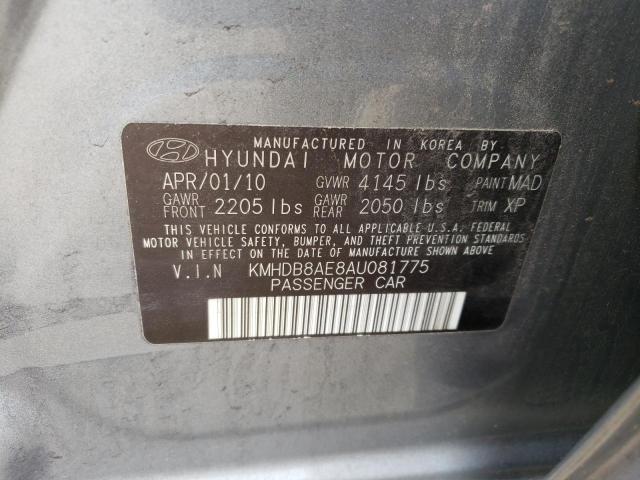 MANUFACTURED IN KOREA BY
HYUNDAI MOTOR COMPANY
APR/01/10 GVWR 4145 lbs PAINT MAD
GAWR FRONT 2205 lbs GAWR REAR 2050 lbs TRIM XP
THIS VEHICLE CONFORMS TO ALL APPLICABLE U.S.A. FEDERAL
MOTOR VEHICLE SAFETY, BUMPER, AND THEFT PREVENTION STANDARDS
IN EFFECT ON THE DATE OF MANUFACTURE SHOWN ABOVE.
V.I.N KMHDB8AE8AU081775
PASSENGER CAR